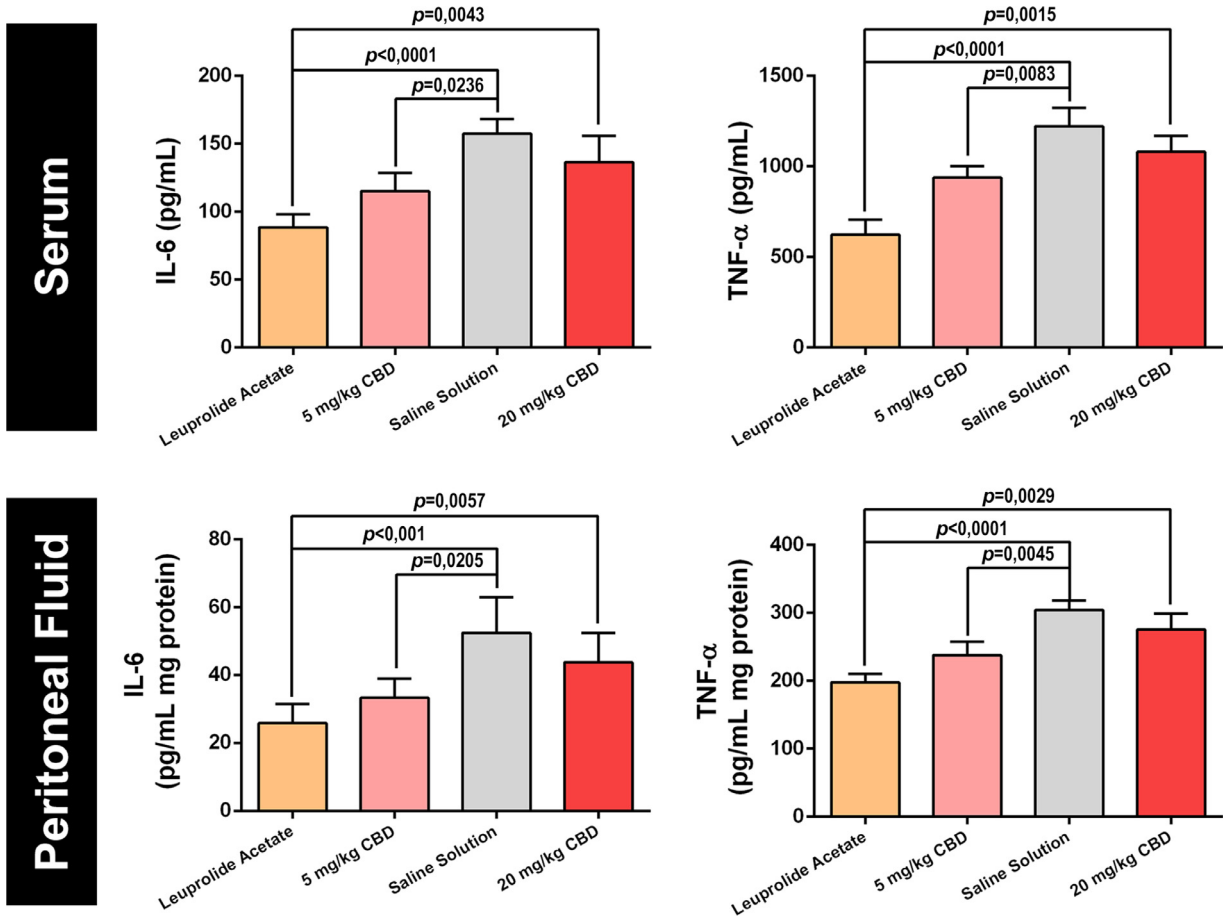 Serum
p=0,0043
p<0,0001
p=0,0236
IL-6 (pg/mL)
200
150
100
50
0
Leuprolide Acetate
5 mg/kg CBD
Saline Solution
20 mg/kg CBD
p=0,0015
p<0,0001
p=0,0083
TNF-α (pg/mL)
1500
1000
500
0
Leuprolide Acetate
5 mg/kg CBD
Saline Solution
20 mg/kg CBD
Peritoneal Fluid
p=0,0057
p<0,001
p=0,0205
IL-6
(pg/mL mg protein)
80
60
40
20
0
Leuprolide Acetate
5 mg/kg CBD
Saline Solution
20 mg/kg CBD
p=0,0029
p<0,0001
p=0,0045
TNF-α
(pg/mL mg protein)
400
300
200
100
0
Leuprolide Acetate
5 mg/kg CBD
Saline Solution
20 mg/kg CBD